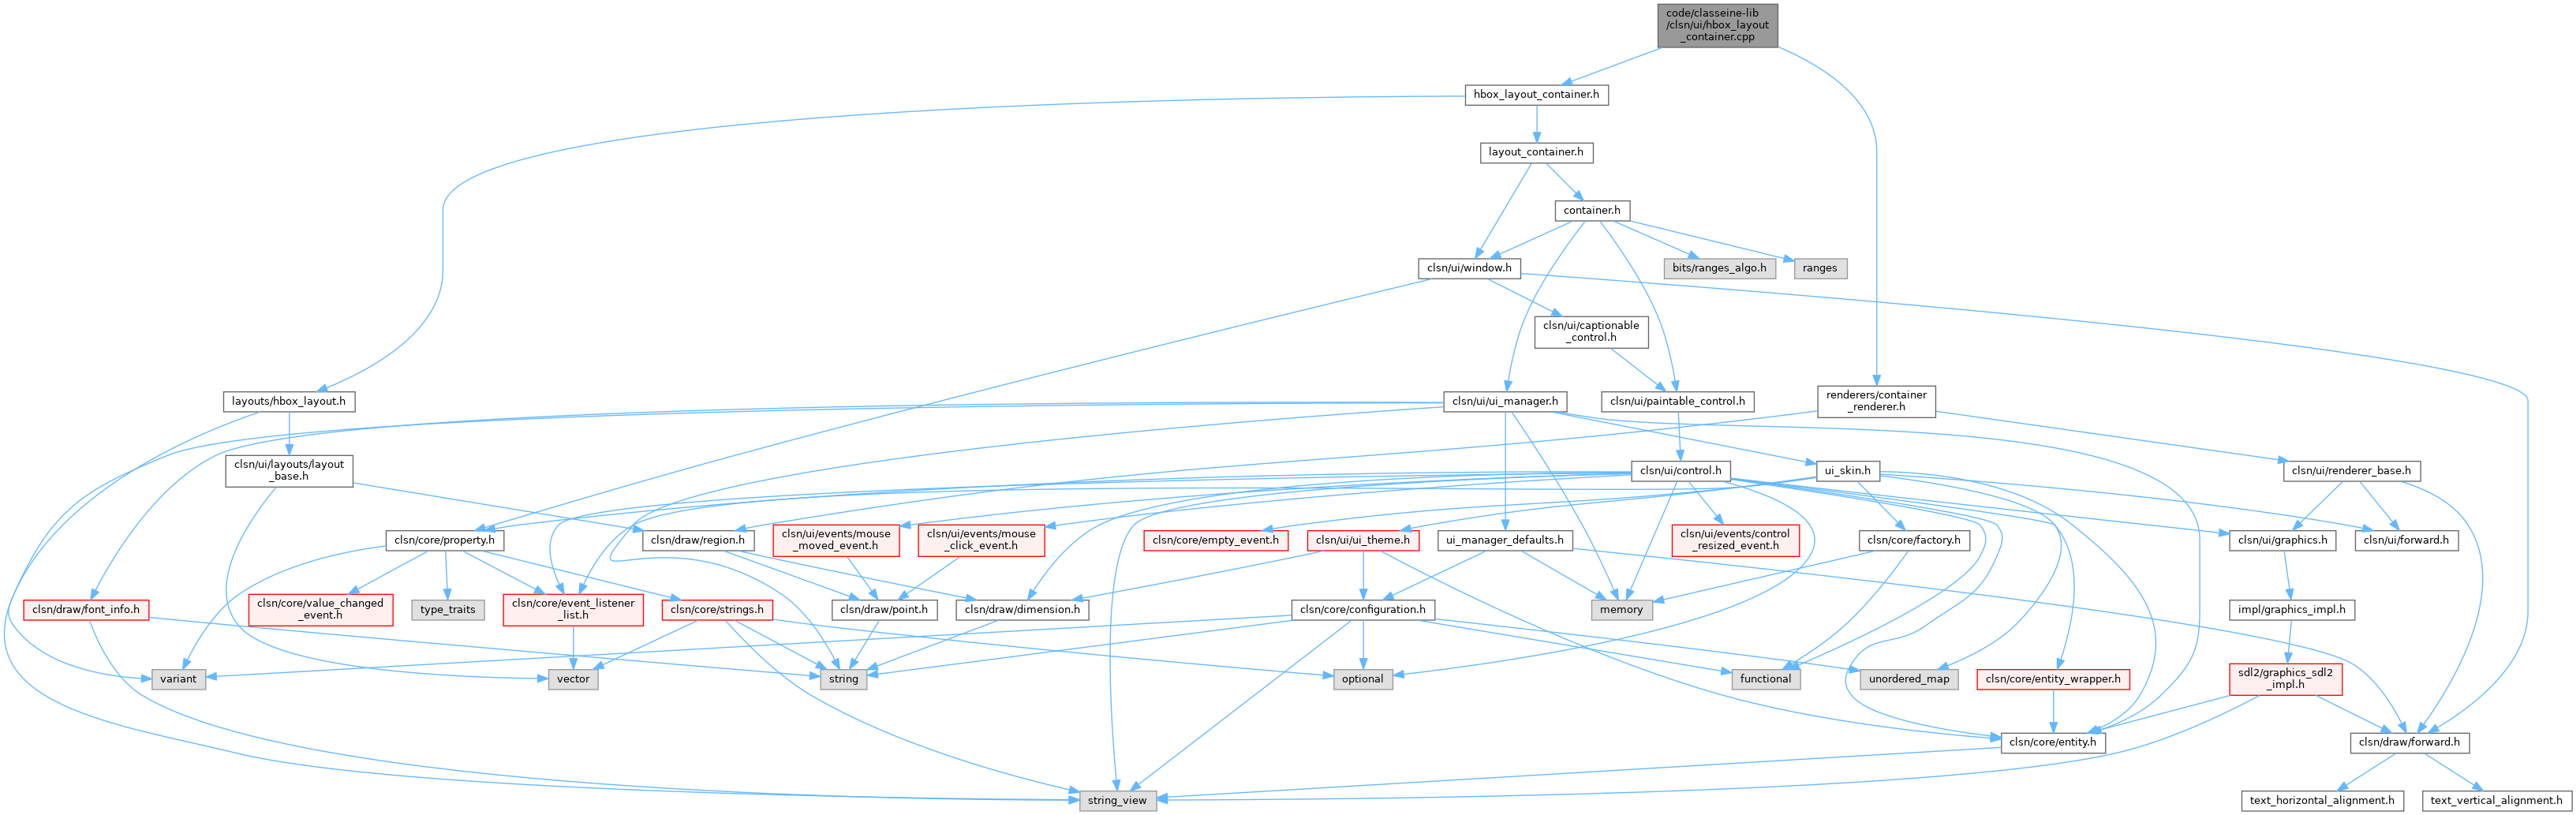 code/classeine-lib
/clsn/ui/hbox_layout
_container.cpp
hbox_layout_container.h
layout_container.h
container.h
clsn/ui/window.h
bits/ranges_algo.h
ranges
clsn/ui/captionable
_control.h
layouts/hbox_layout.h
clsn/ui/ui_manager.h
clsn/ui/paintable_control.h
renderers/container
_renderer.h
clsn/ui/layouts/layout
_base.h
clsn/ui/control.h
ui_skin.h
clsn/ui/renderer_base.h
clsn/core/property.h
clsn/draw/region.h
clsn/ui/events/mouse
_moved_event.h
clsn/ui/events/mouse
_click_event.h
clsn/core/empty_event.h
clsn/ui/ui_theme.h
ui_manager_defaults.h
clsn/ui/events/control
_resized_event.h
clsn/core/factory.h
clsn/ui/graphics.h
clsn/ui/forward.h
clsn/draw/font_info.h
clsn/core/value_changed
_event.h
type_traits
clsn/core/event_listener
_list.h
clsn/core/strings.h
clsn/draw/point.h
clsn/draw/dimension.h
clsn/core/configuration.h
memory
impl/graphics_impl.h
variant
vector
string
optional
functional
unordered_map
clsn/core/entity_wrapper.h
sdl2/graphics_sdl2
_impl.h
clsn/core/entity.h
clsn/draw/forward.h
string_view
text_horizontal_alignment.h
text_vertical_alignment.h